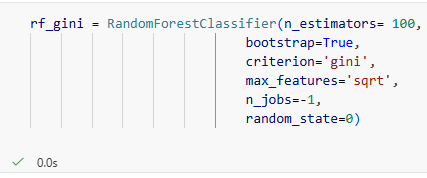 rf_gini = RandomForestClassifier(n_estimators= 100,
bootstrap=True,
criterion='gini',
max_features='sqrt',
n_jobs=-1,
random_state=0)
0.0s